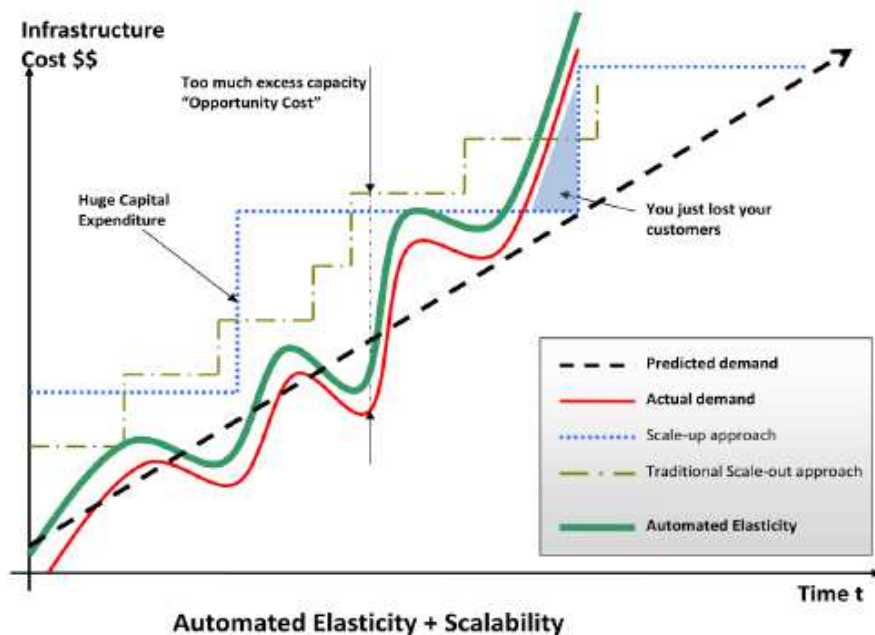 Infrastructure
Cost $$
Too much excess capacity
“Opportunity Cost”
Huge Capital
Expenditure
You just lost your
customers
Predicted demand
Actual demand
Scale-up approach
Traditional Scale-out approach
Automated Elasticity
Time t
Automated Elasticity + Scalability